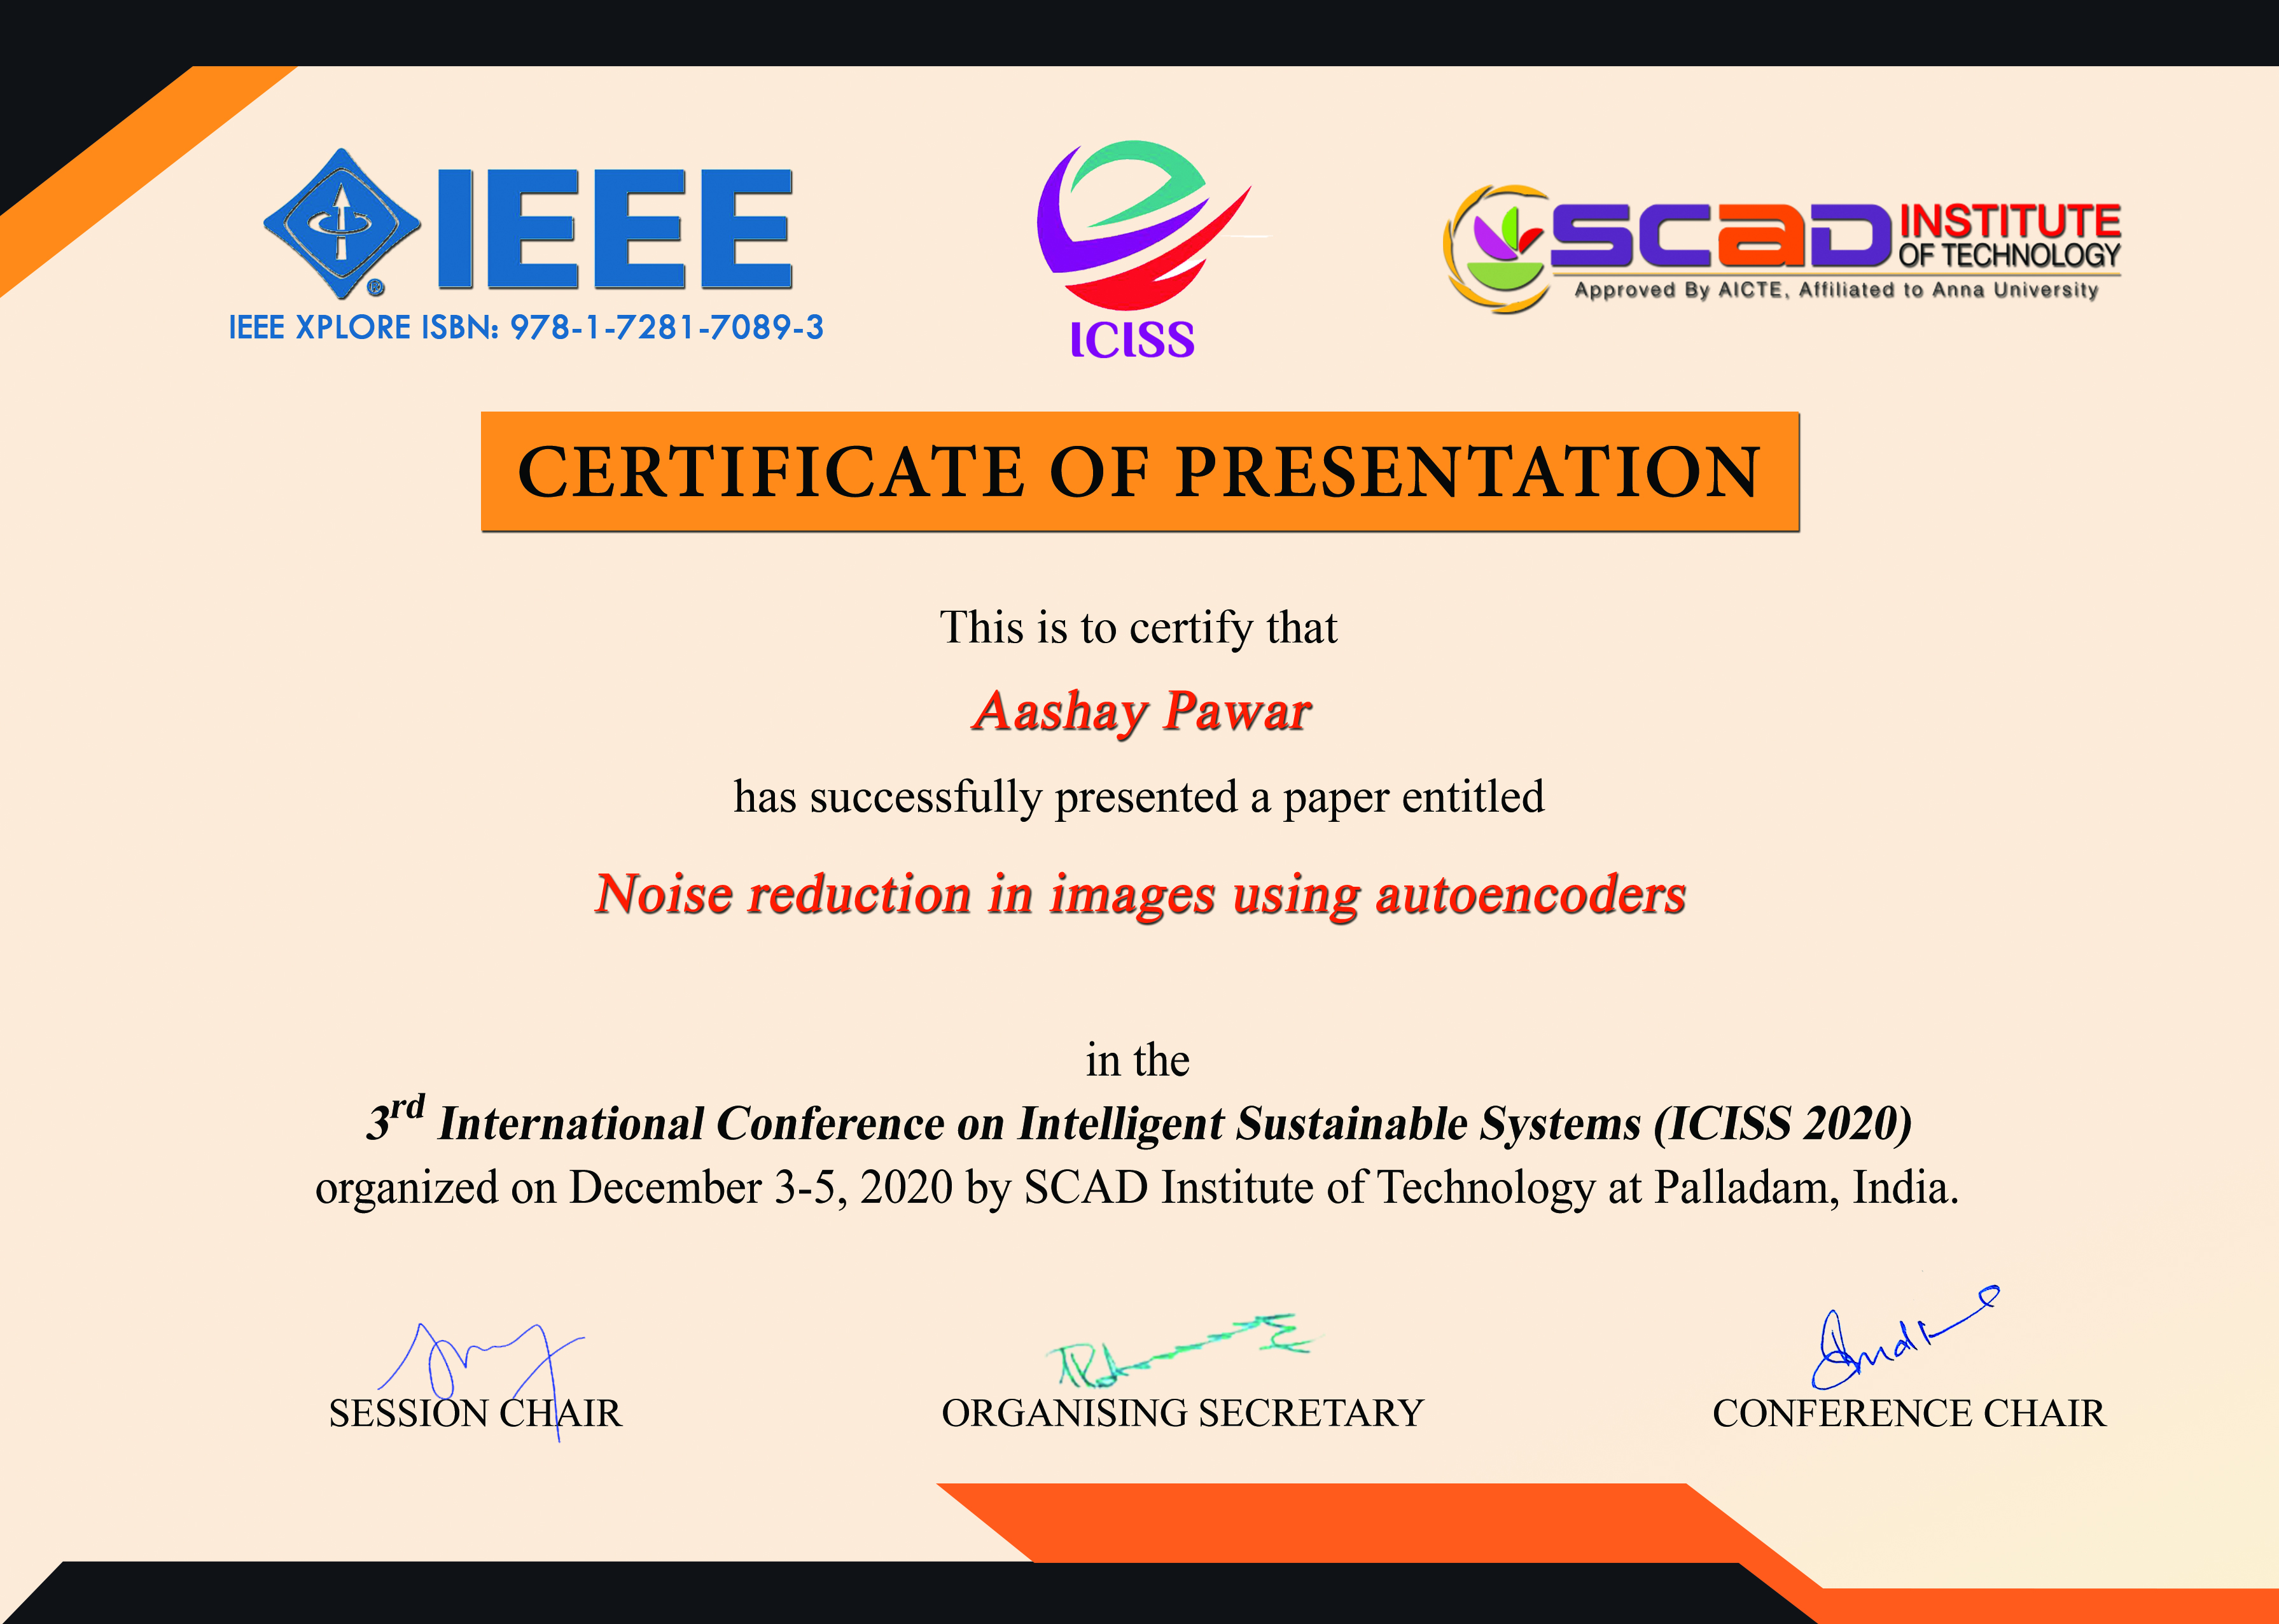 IEEE
IEEE XPLORE ISBN: 978-1-7281-7089-3
ICISS
SCAD INSTITUTE
OF TECHNOLOGY
Approved By AICTE, Affiliated to Anna University
CERTIFICATE OF PRESENTATION
This is to certify that
Aashay Pawar
has successfully presented a paper entitled
Noise reduction in images using autoencoders
in the
3rd International Conference on Intelligent Sustainable Systems (ICISS 2020)
organized on December 3-5, 2020 by SCAD Institute of Technology at Palladam, India.
SESSION CHAIR
ORGANISING SECRETARY
CONFERENCE CHAIR